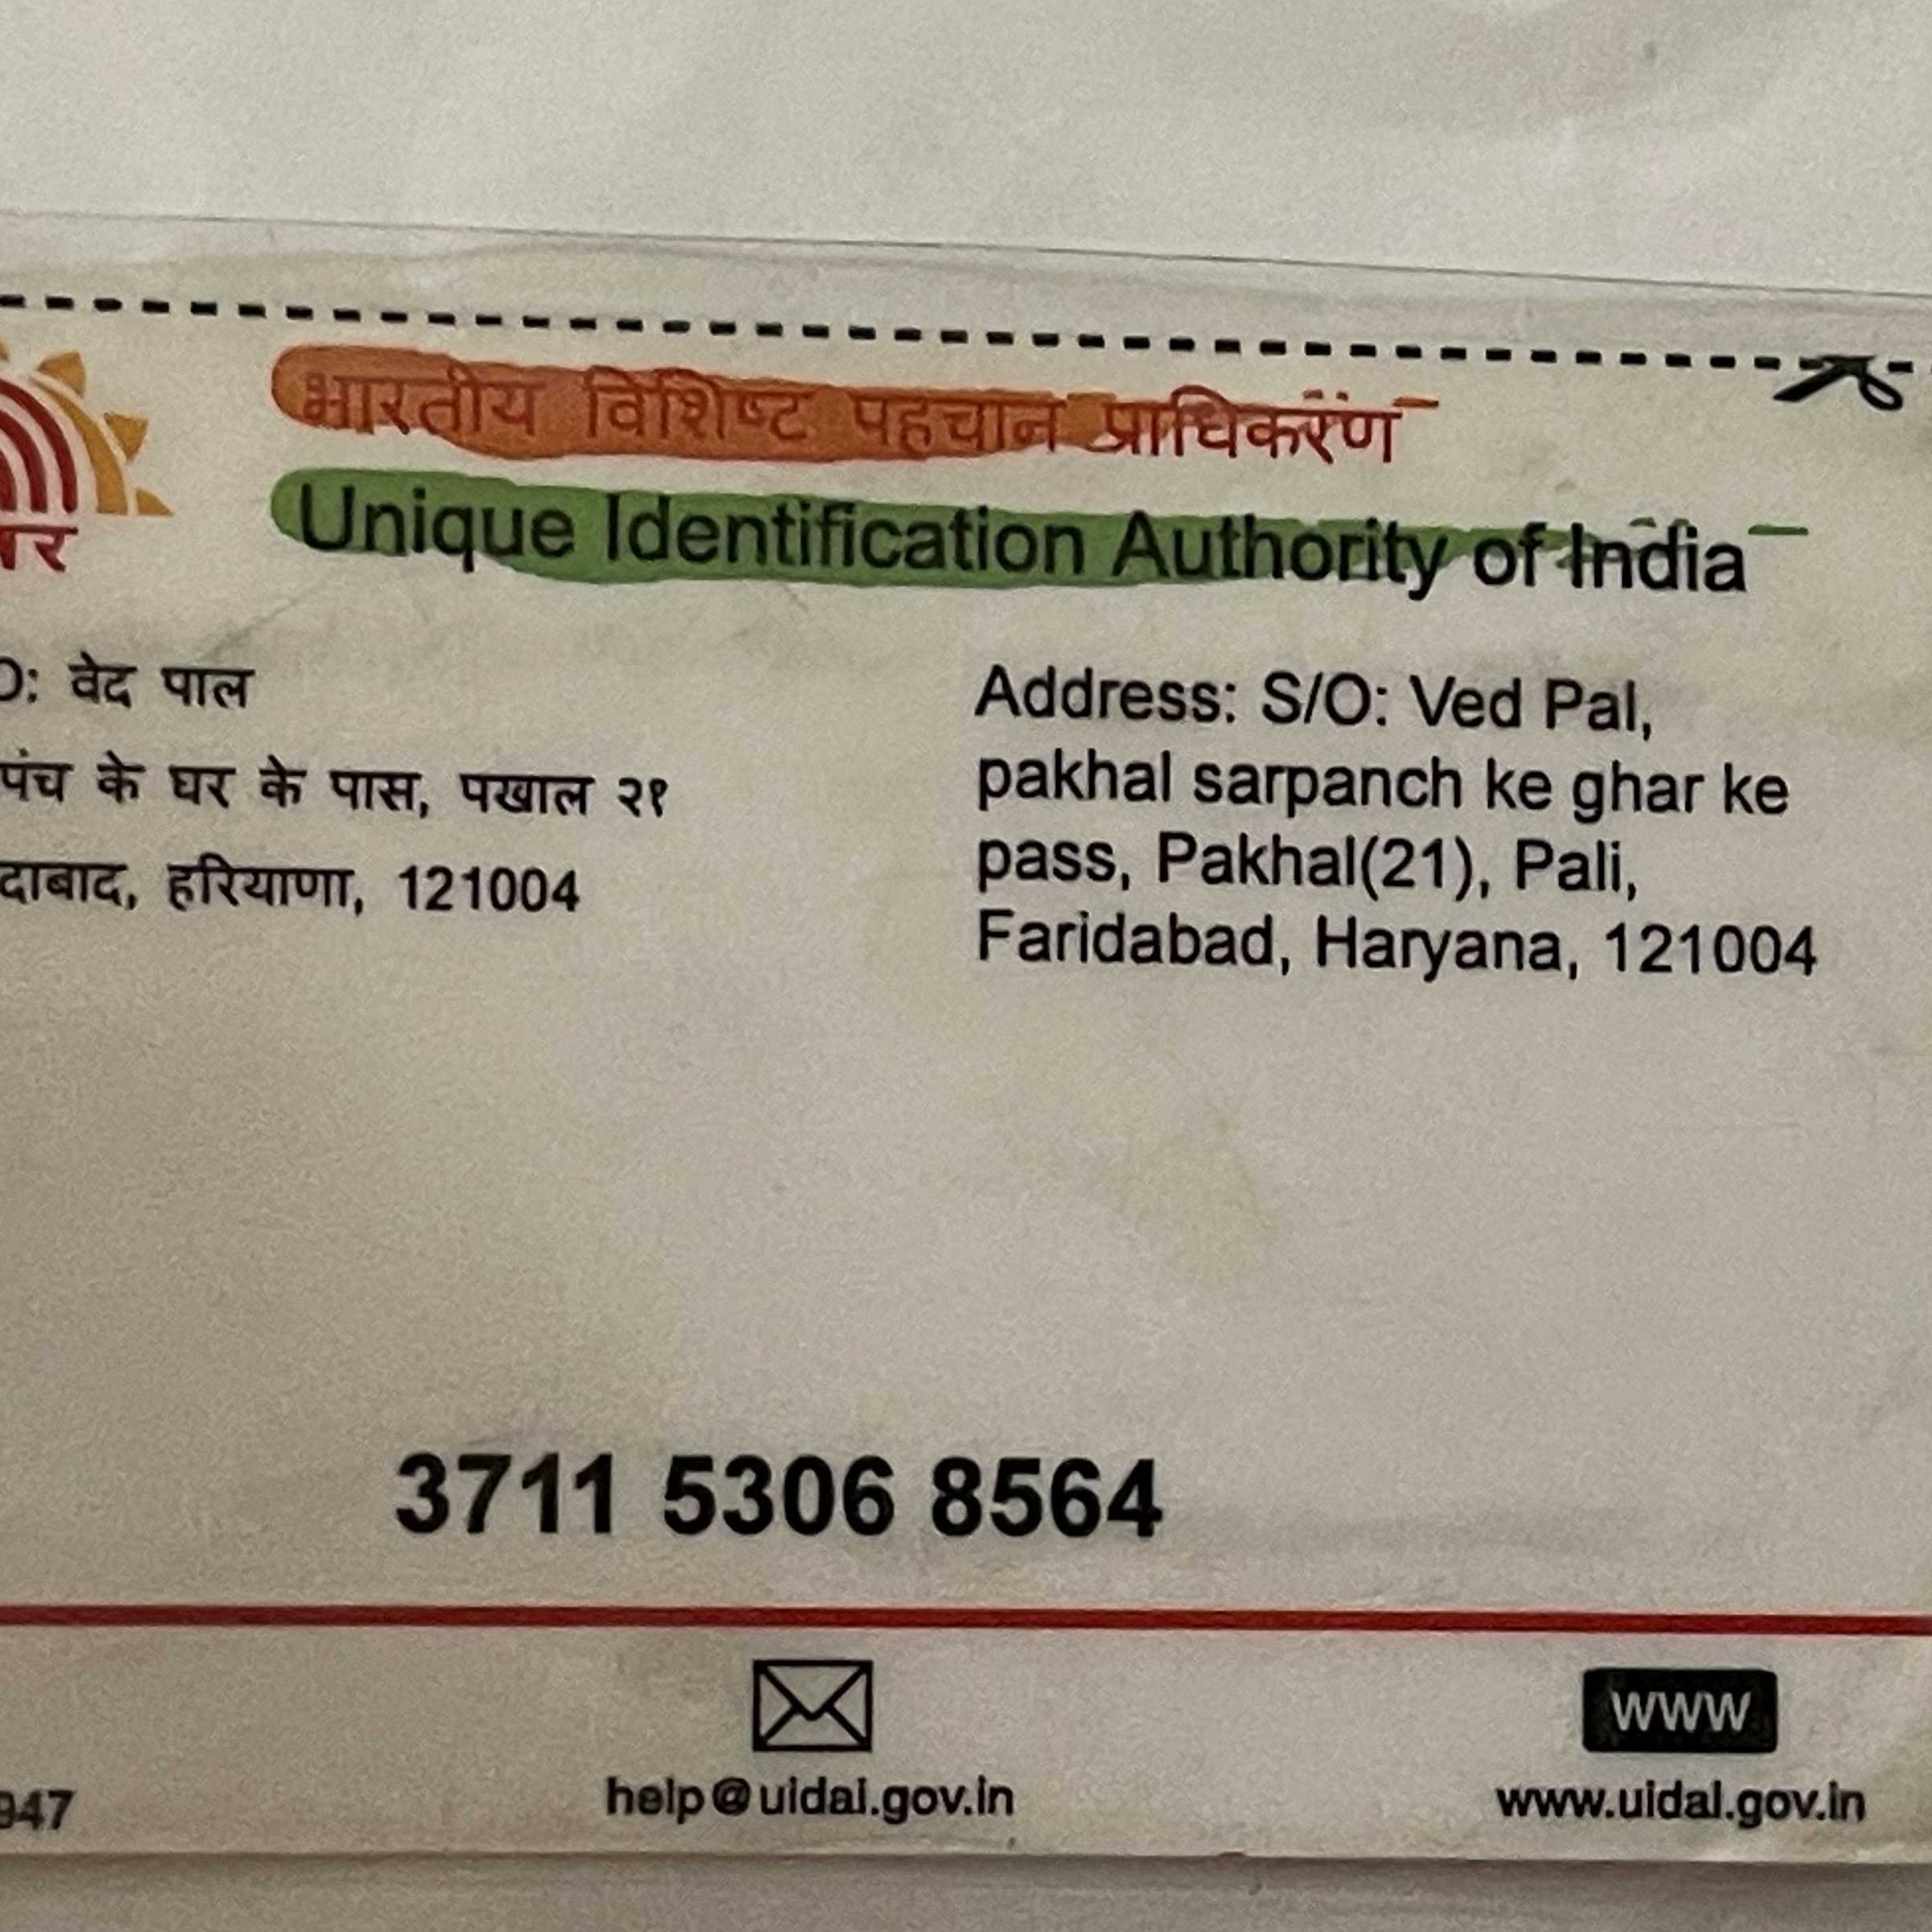 भारतीय विशिष्ट पहचान प्राधिकरण
Unique Identification Authority of India
वेद पाल
के घर के पास, पखाल २१
हरियाणा, 121004
Address: S/O: Ved Pal,
pakhal sarpanch ke ghar ke
pass, Pakhal(21), Pali,
Faridabad, Haryana, 121004
3711 5306 8564
WWW
947
help@uidai.gov.in
www.uidai.gov.in